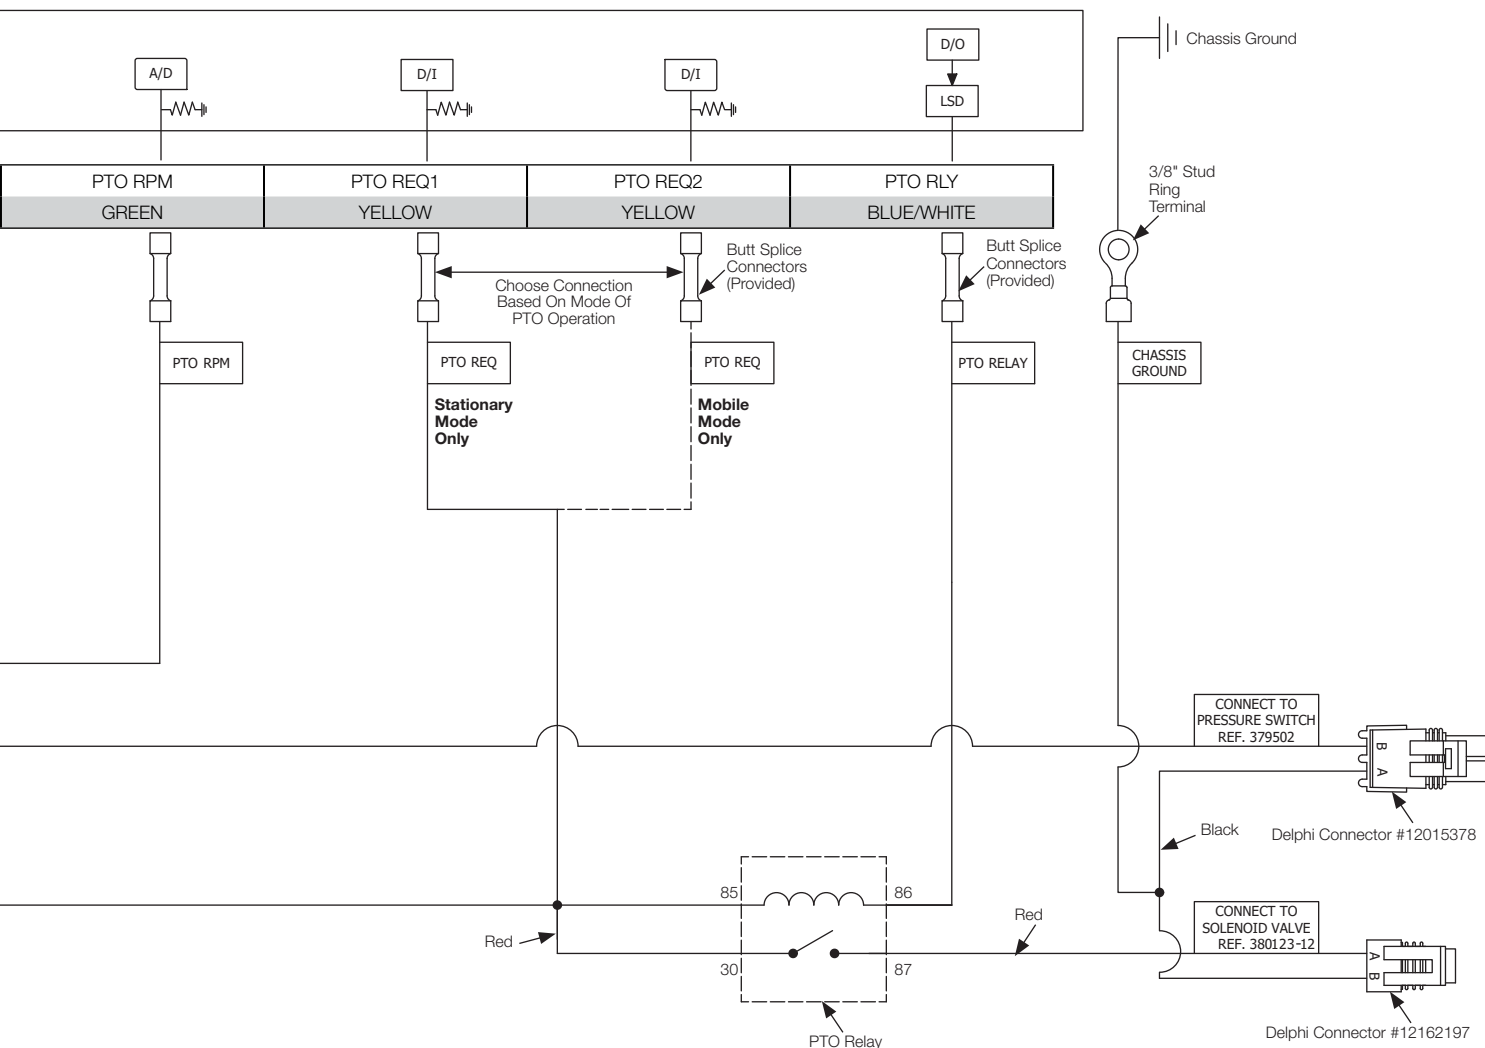 D/O
Chassis Ground
A/D
D/I
D/I
LSD
PTO RPM
PTO REQ1
PTO REQ2
PTO RLY
GREEN
YELLOW
YELLOW
BLUE/WHITE
3/8" Stud
Ring
Terminal
Choose Connection
Based On Mode Of
PTO Operation
Butt Splice
Connectors
(Provided)
Butt Splice
Connectors
(Provided)
PTO RPM
PTO REQ
PTO REQ
PTO RELAY
CHASSIS
GROUND
Stationary
Mode
Only
Mobile
Mode
Only
CONNECT TO
PRESSURE SWITCH
REF. 379502
B
A
Delphi Connector #12015378
Black
85
86
Red
30
87
PTO Relay
Red
CONNECT TO
SOLENOID VALVE
REF. 380123-12
A
B
Delphi Connector #12162197